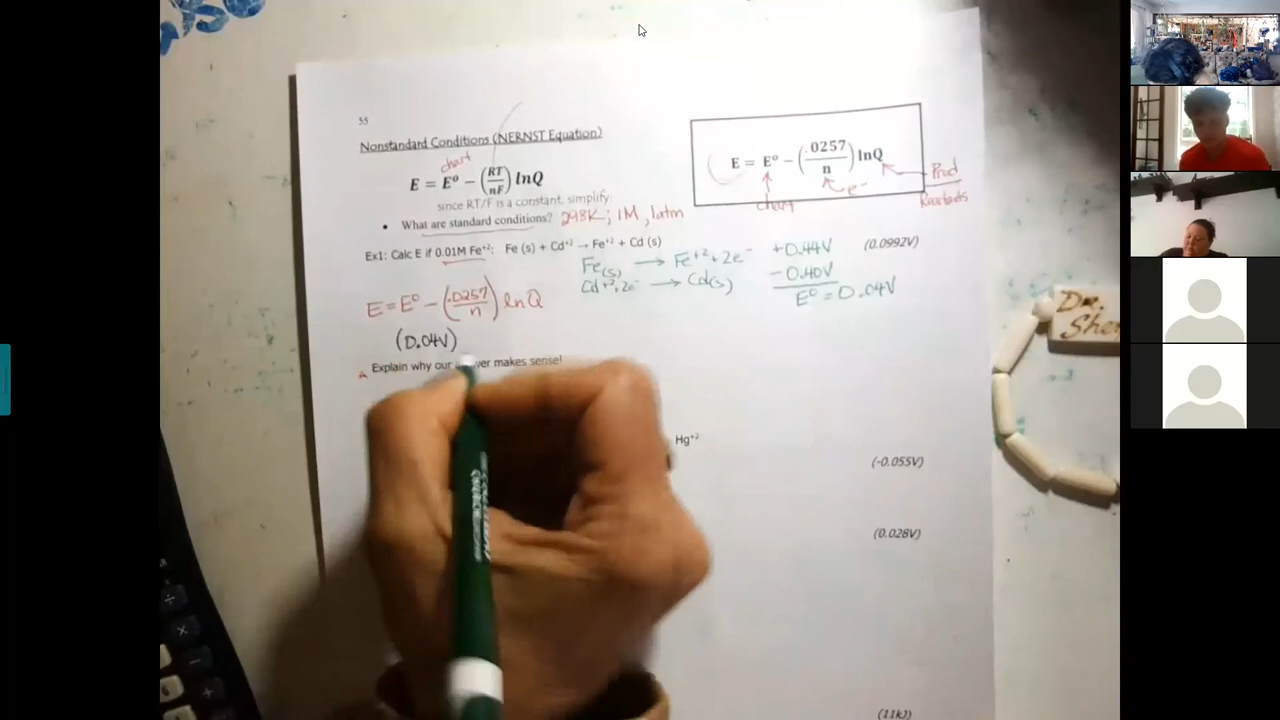 55
Nonstandard Conditions (NERNST Equation)
chart
E = E° − (RT/nF) lnQ
since RT/F is a constant, simplify:
E = E° − (.0257/n) lnQ
chart
e-
Prod
Reactants
• What are standard conditions? 298K; 1M, 1atm
Ex1: Calc E if 0.01M Fe+2: Fe (s) + Cd+2 → Fe+2 + Cd (s)
(0.0992V)
Fe(s) → Fe+2 + 2e- +0.44V
Cd+2+2e- → Cd(s) -0.40V
E° = 0.04V
E = E° − (.0257/n) ln Q
(0.04V)
Explain why our makes sense!
Hg+2
(-0.055V)
(0.028V)
(11kJ)
Dr.
She
÷
×
-
+